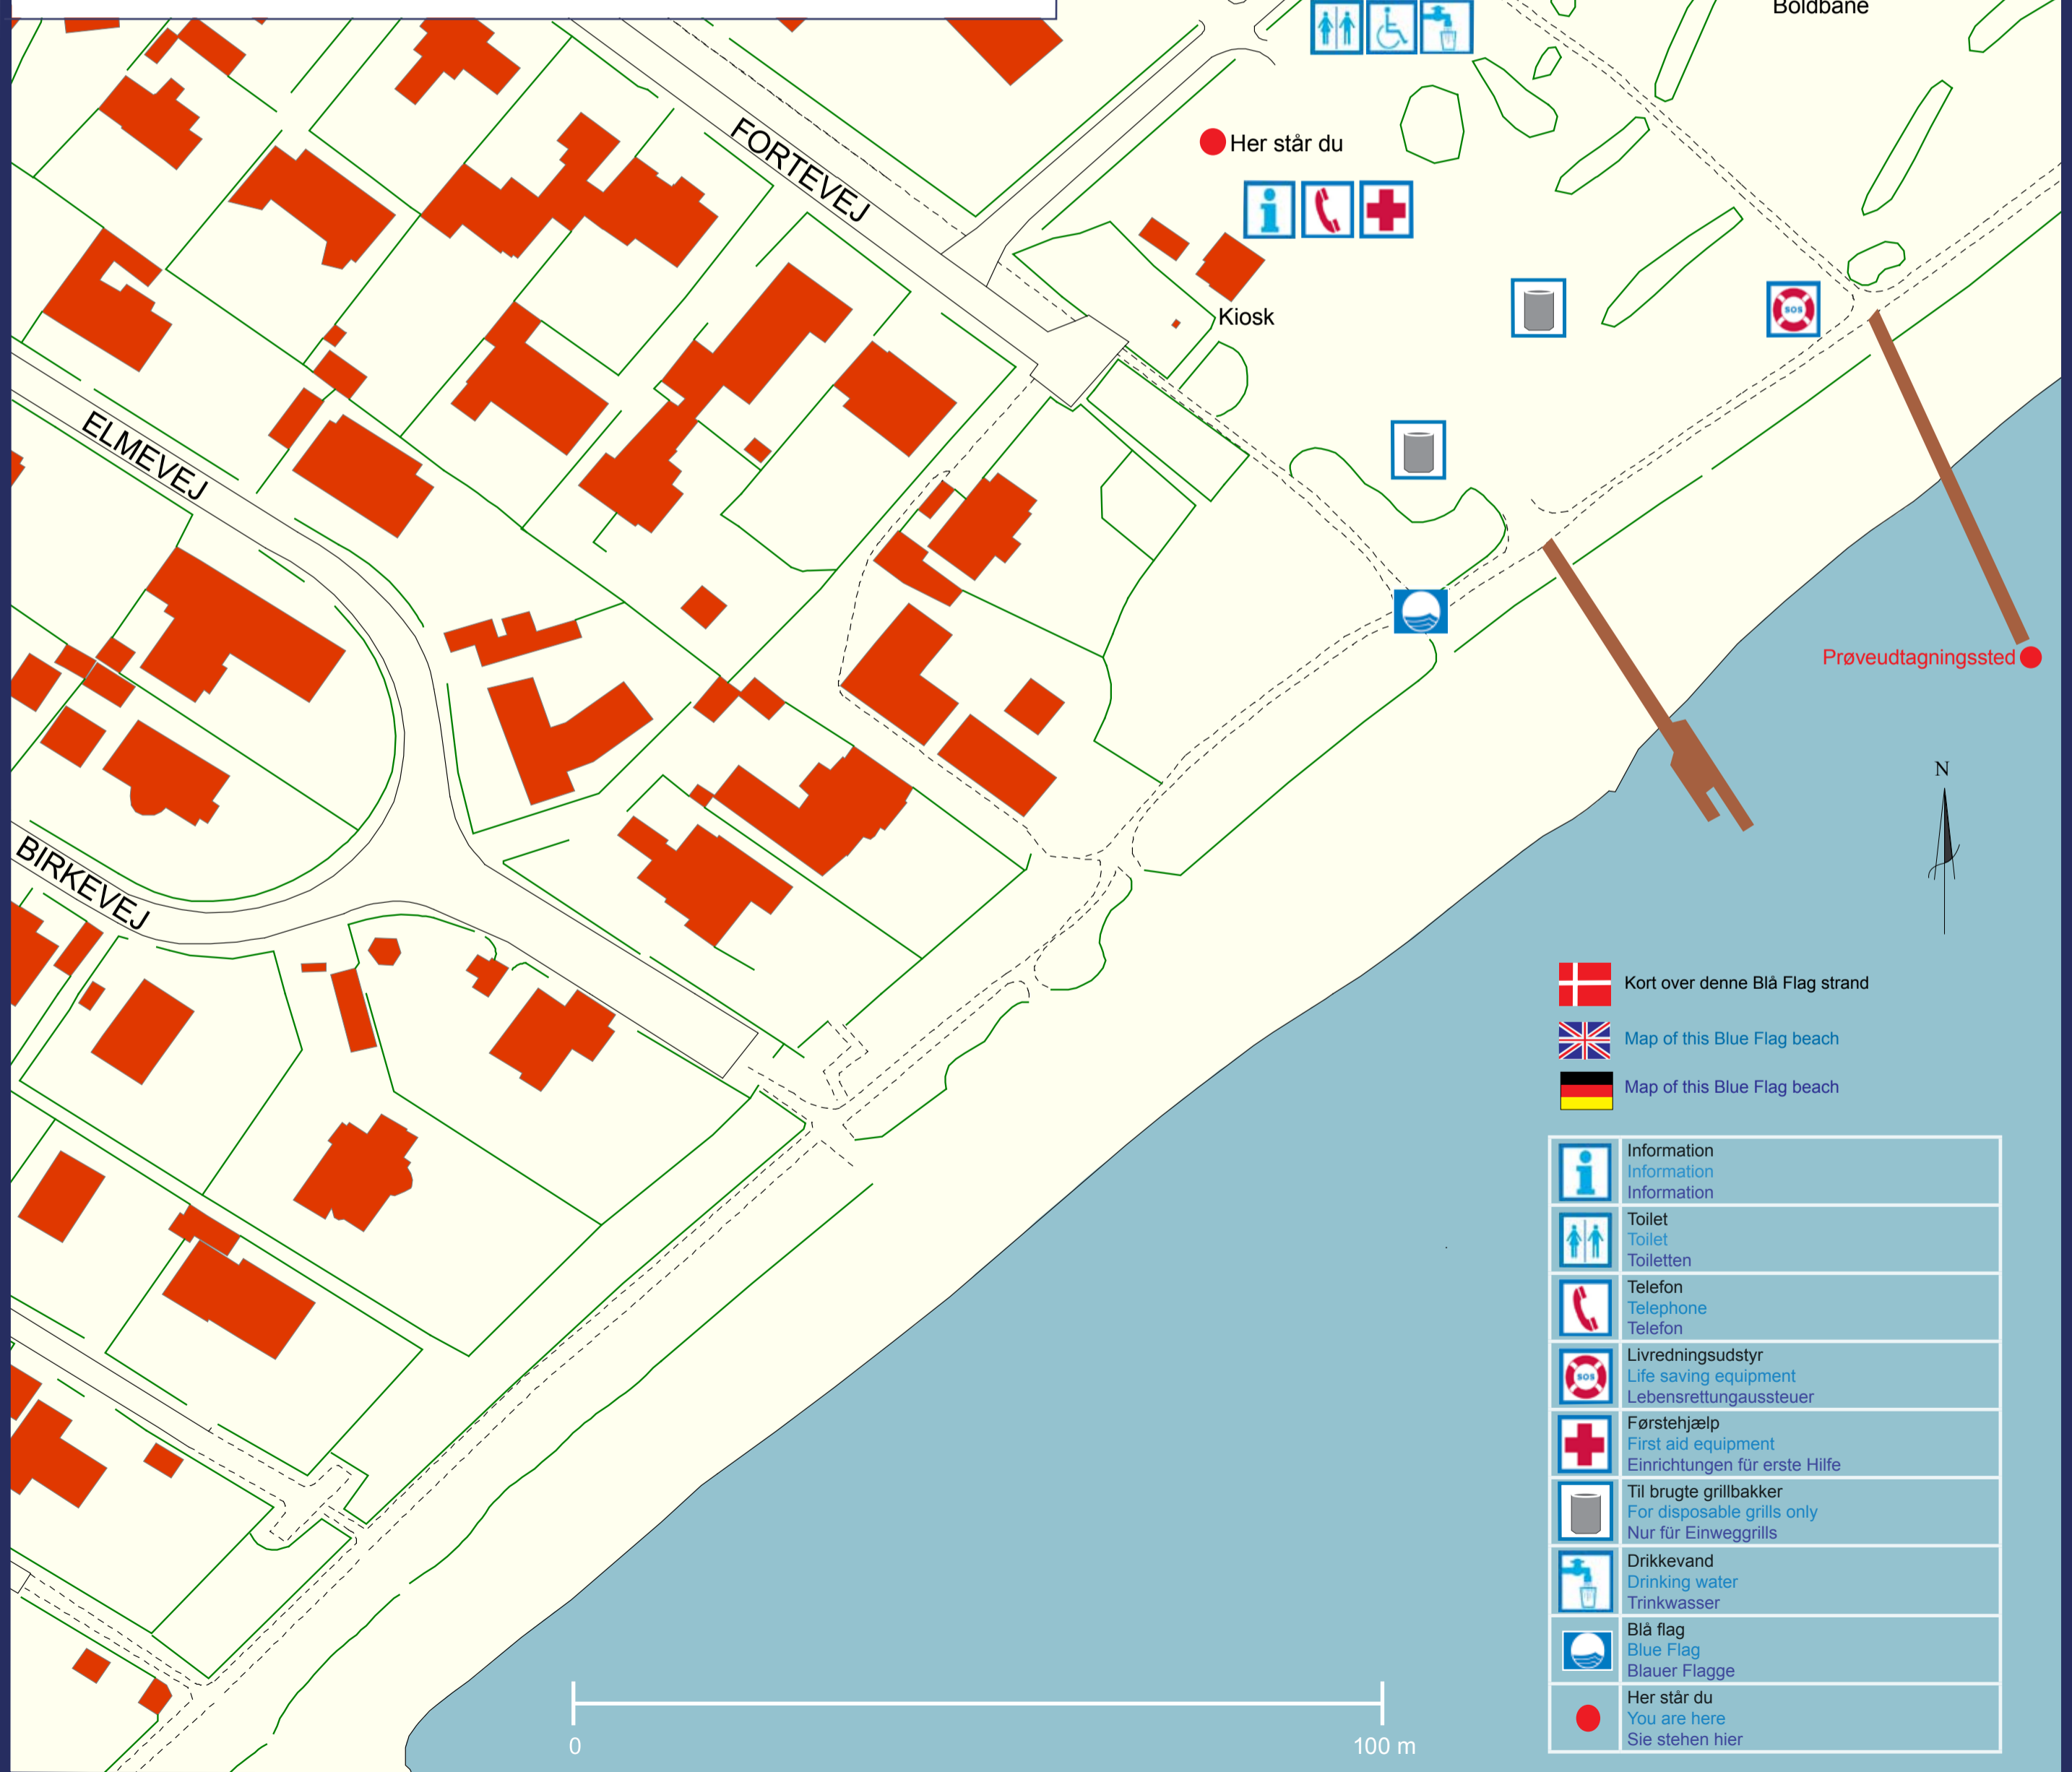 Boldbane
FORTEVEJ
Her står du
Kiosk
SOS
ELMEVEJ
Prøveudtagningssted
N
BIRKEVEJ
Kort over denne Blå Flag strand
Map of this Blue Flag beach
Map of this Blue Flag beach
Information
Information
Information
Toilet
Toilet
Toiletten
Telefon
Telephone
Telefon
SOS
Livredningsudstyr
Life saving equipment
Lebensrettungaussteuer
Førstehjælp
First aid equipment
Einrichtungen für erste Hilfe
Til brugte grillbakker
For disposable grills only
Nur für Einweggrills
Drikkevand
Drinking water
Trinkwasser
Blå flag
Blue Flag
Blauer Flagge
Her står du
You are here
Sie stehen hier
0 100 m